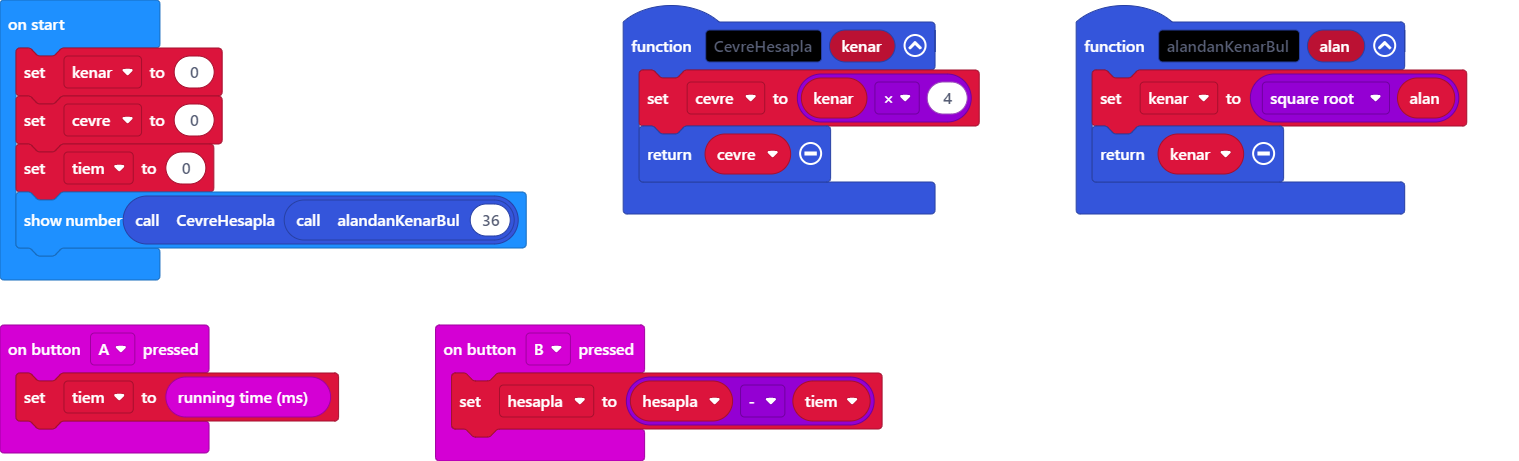 on start
set kenar to 0
set cevre to 0
set tiem to 0
show number call CevreHesapla call alandanKenarBul 36
function CevreHesapla kenar
set cevre to kenar × 4
return cevre
function alandanKenarBul alan
set kenar to square root alan
return kenar
on button A pressed
set tiem to running time (ms)
on button B pressed
set hesapla to hesapla - tiem